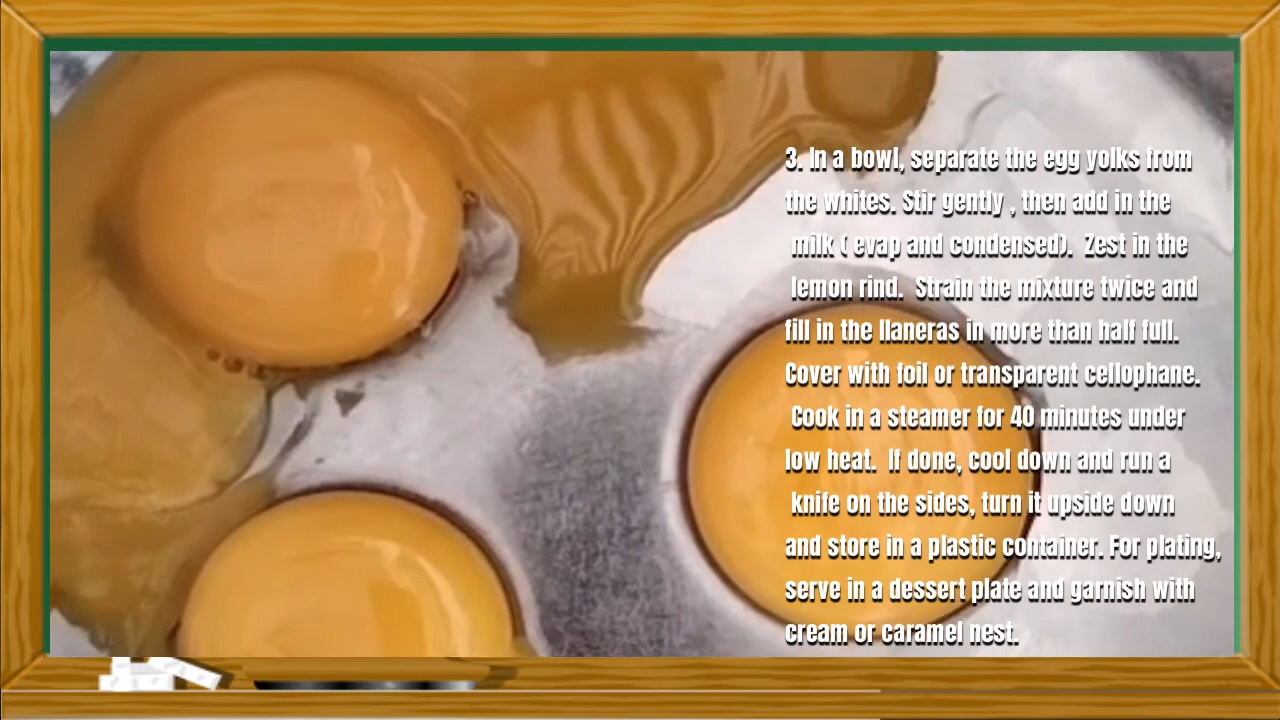 3. In a bowl, separate the egg yolks from
the whites. Stir gently , then add in the
milk ( evap and condensed). Zest in the
lemon rind. Strain the mixture twice and
fill in the llaneras in more than half full.
Cover with foil or transparent cellophane.
Cook in a steamer for 40 minutes under
low heat. If done, cool down and run a
knife on the sides, turn it upside down
and store in a plastic container. For plating,
serve in a dessert plate and garnish with
cream or caramel nest.